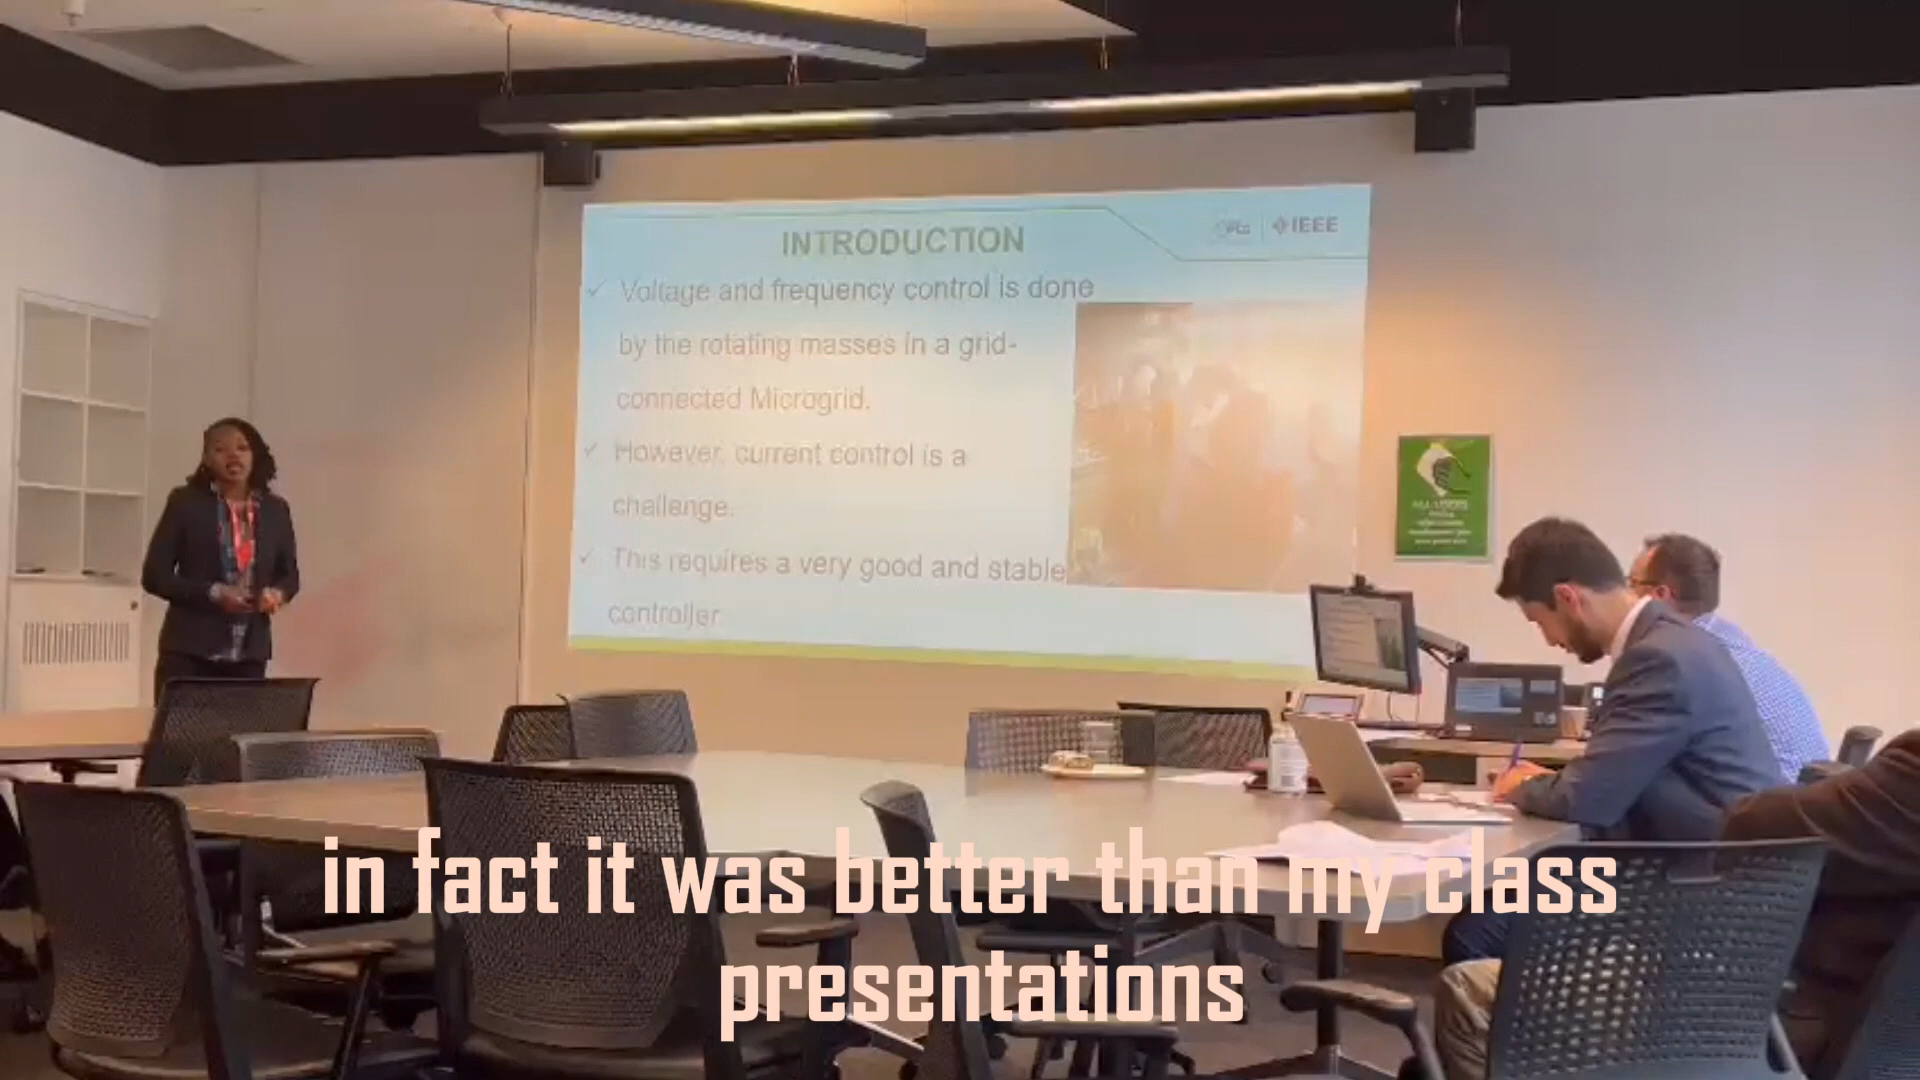 INTRODUCTION
IEEE
✓ Voltage and frequency control is done
by the rotating masses in a grid-
connected Microgrid.
✓ However, current control is a
challenge.
✓ This requires a very good and stable
controller
in fact it was better than my class
presentations